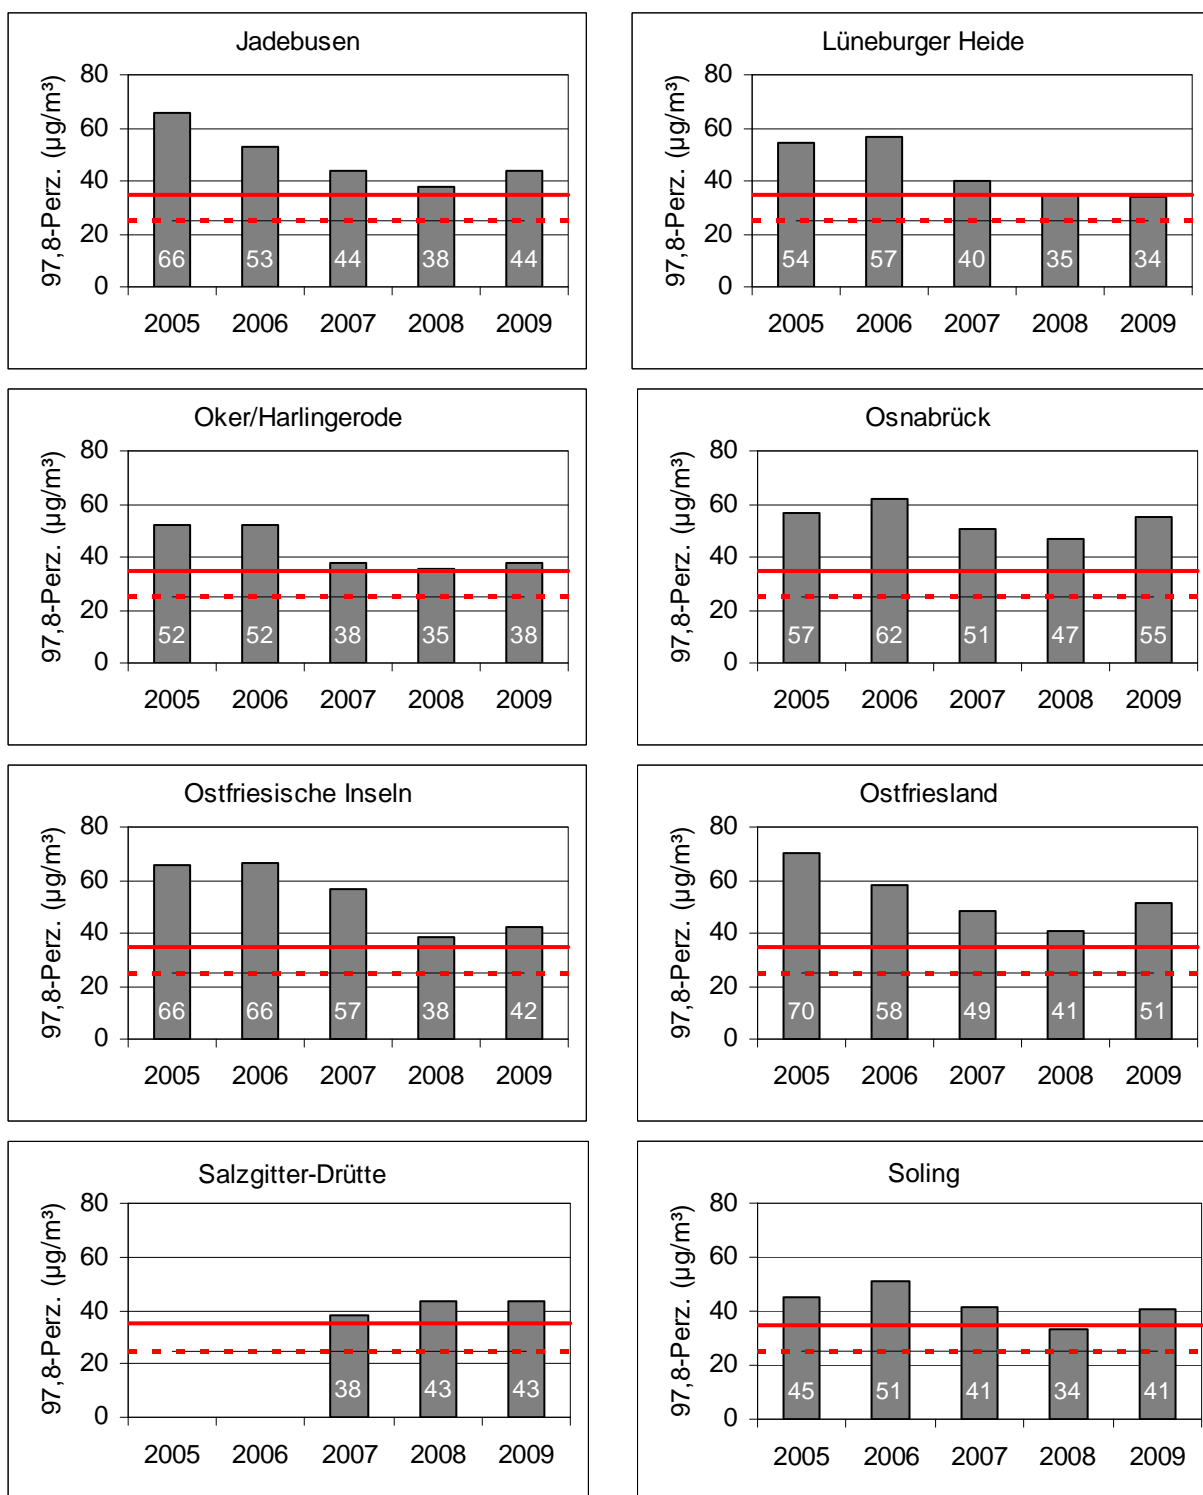 Jadebusen
97,8-Perz. (µg/m³)
80
60
40
20
0
66 53 44 38 44
2005 2006 2007 2008 2009
Lüneburger Heide
97,8-Perz. (µg/m³)
80
60
40
20
0
54 57 40 35 34
2005 2006 2007 2008 2009
Oker/Harlingerode
97,8-Perz. (µg/m³)
80
60
40
20
0
52 52 38 35 38
2005 2006 2007 2008 2009
Osnabrück
97,8-Perz. (µg/m³)
80
60
40
20
0
57 62 51 47 55
2005 2006 2007 2008 2009
Ostfriesische Inseln
97,8-Perz. (µg/m³)
80
60
40
20
0
66 66 57 38 42
2005 2006 2007 2008 2009
Ostfriesland
97,8-Perz. (µg/m³)
80
60
40
20
0
70 58 49 41 51
2005 2006 2007 2008 2009
Salzgitter-Drütte
97,8-Perz. (µg/m³)
80
60
40
20
0
38 43 43
2005 2006 2007 2008 2009
Soling
97,8-Perz. (µg/m³)
80
60
40
20
0
45 51 41 34 41
2005 2006 2007 2008 2009